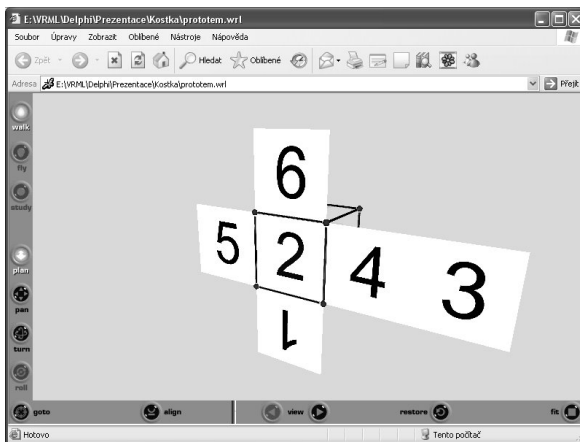 E:\VRML\Delphi\Prezentace\Kostka\prototem.wrl
Soubor Úpravy Zobrazit Oblíbené Nástroje Nápověda
Zpět Hledat Oblíbené
Adresa E:\VRML\Delphi\Prezentace\Kostka\prototem.wrl Přejít
walk
fly
study
plan
pan
turn
roll
6
5 2 4 3
1
goto align view restore fit
Hotovo Tento počítač